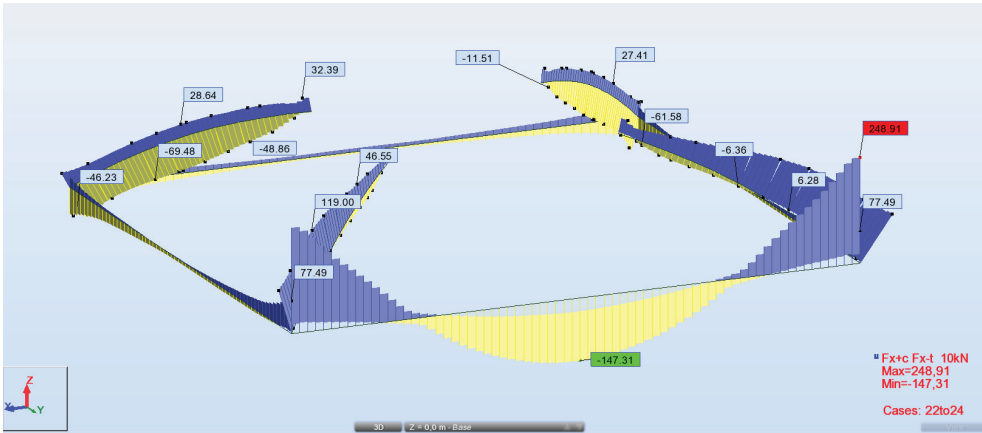 27.41
-11.51
32.39
28.64
-61.58
248.91
-69.48
-48.86
46.55
-6.36
-46.23
6.28
119.00
77.49
77.49
-147.31
Fx+c Fx-t 10kN
Max=248,91
Min=-147,31
Cases: 22to24
Z
X
Y
3D Z = 0,0 m - Base